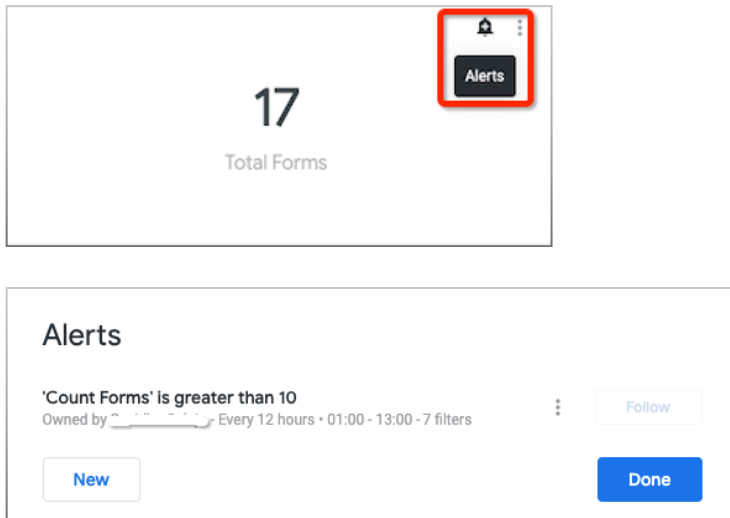 Alerts
17
Total Forms
Alerts
'Count Forms' is greater than 10
Owned by - Every 12 hours • 01:00 - 13:00 - 7 filters
Follow
New
Done